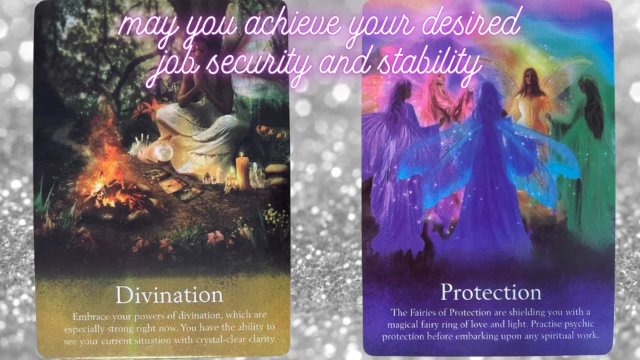 may you achieve your desired
job security and stability
Divination
Embrace your powers of divination, which are
especially strong right now. You have the ability to
see your current situation with crystal-clear clarity.
Protection
The Fairies of Protection are shielding you with a
magical fairy ring of love and light. Practise psychic
protection before embarking upon any spiritual work.